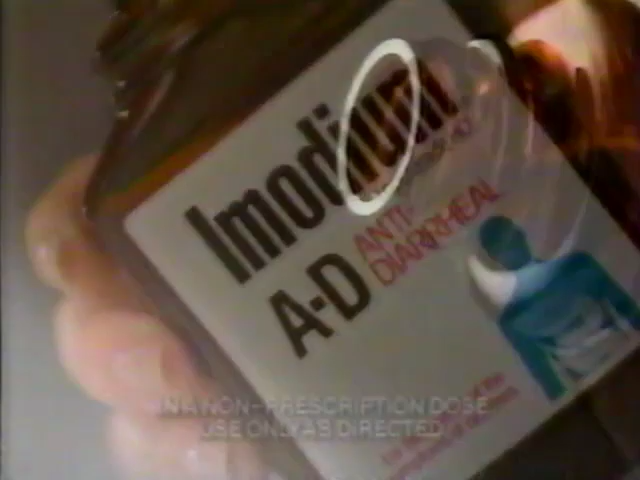 Imodium
A-D
ANTI-
DIARRHEAL
IN A NON-PRESCRIPTION DOSE
USE ONLY AS DIRECTED